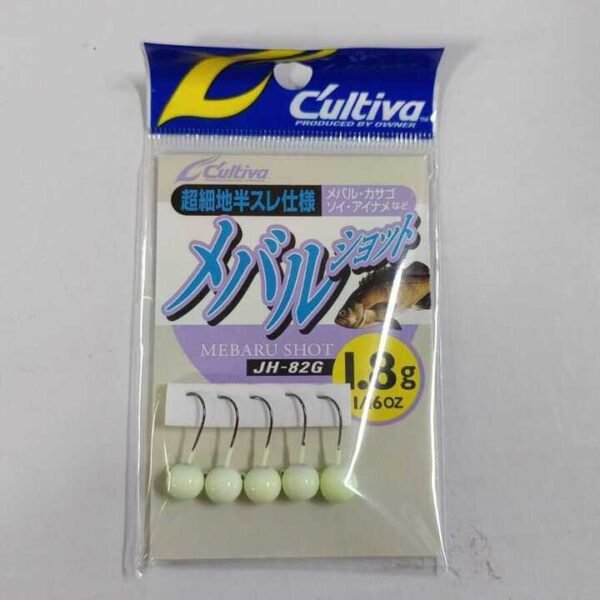 C'ultiva
PRODUCED BY OWNER
C'ultiva
超細地半スレ仕様
メバル・カサゴ
ソイ・アイナメなど
メバル
ショット
MEBARU SHOT
JH-82G
1.8g
1/16OZ